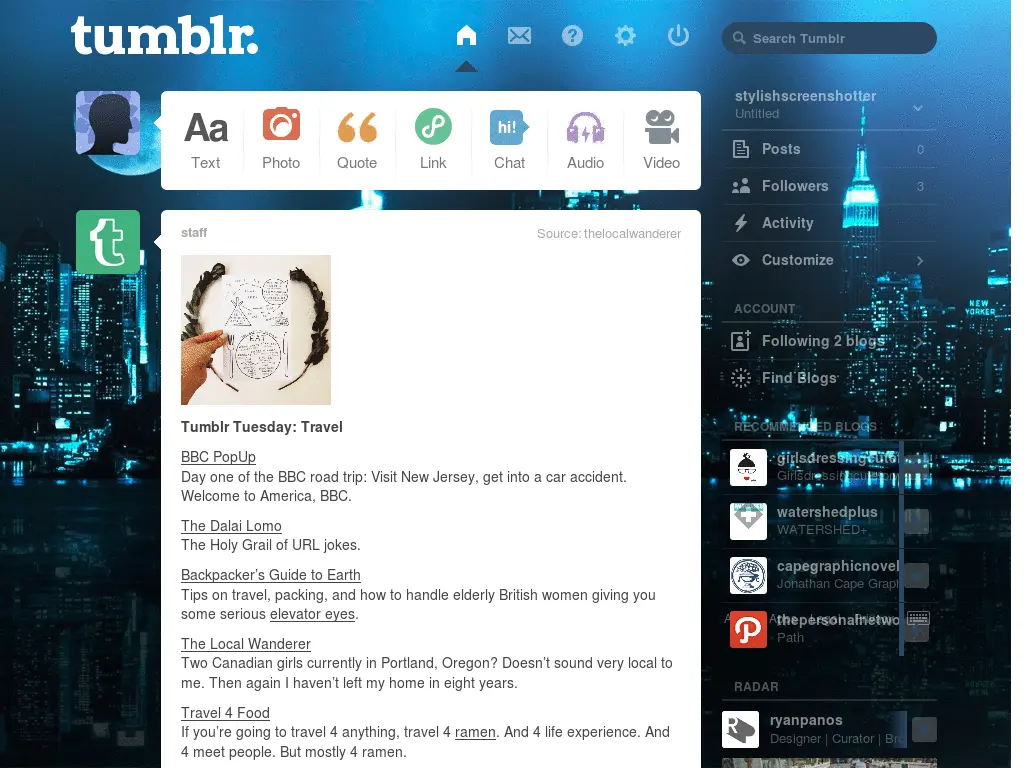 tumblr.
Search Tumblr
Aa
hi!
Text
Photo
Quote
Link
Chat
Audio
Video
staff
Source: thelocalwanderer
EAT
Tumblr Tuesday: Travel
BBC PopUp
Day one of the BBC road trip: Visit New Jersey, get into a car accident.
Welcome to America, BBC.
The Dalai Lomo
The Holy Grail of URL jokes.
Backpacker's Guide to Earth
Tips on travel, packing, and how to handle elderly British women giving you
some serious elevator eyes.
The Local Wanderer
Two Canadian girls currently in Portland, Oregon? Doesn't sound very local to
me. Then again I haven't left my home in eight years.
Travel 4 Food
If you're going to travel 4 anything, travel 4 ramen. And 4 life experience. And
4 meet people. But mostly 4 ramen.
stylishscreenshotter
Untitled
Posts 0
Followers 3
Activity
Customize
NEW
YORKER
ACCOUNT
Following 2 blogs
Find Blogs
RECOMMENDED BLOGS
watershedplus
WATERSHED+
capegraphicnovel
Jonathan Cape Graph
thepersonalnetwo
Path
RADAR
ryanpanos
Designer | Curator | Bro